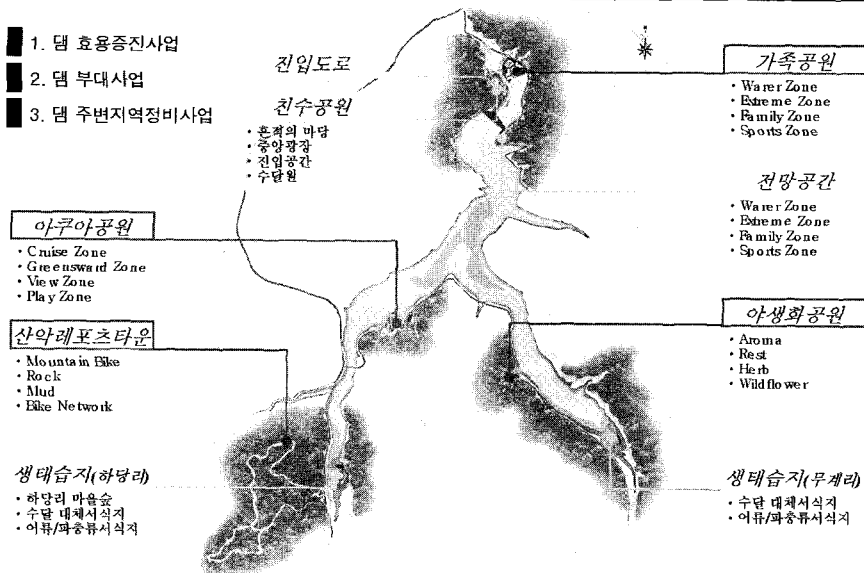 1. 댐 효용증진사업
2. 댐 부대사업
3. 댐 주변지역정비사업
진입도로
친수공원
• 흔적의 마당
• 중앙광장
• 진입공간
• 수달원
아쿠아공원
• Cruise Zone
• Greensward Zone
• View Zone
• Play Zone
산악레포츠타운
• Mountain Bike
• Rock
• Mud
• Bike Network
생태습지(하당리)
• 하당리 마을숲
• 수달 대체서식지
• 어류/파충류서식지
가족공원
• Warer Zone
• Extreme Zone
• Family Zone
• Sports Zone
전망공간
• Warer Zone
• Extreme Zone
• Family Zone
• Sports Zone
야생화공원
• Aroma
• Rest
• Herb
• Wildflower
생태습지(무계리)
• 수달 대체서식지
• 어류/파충류서식지